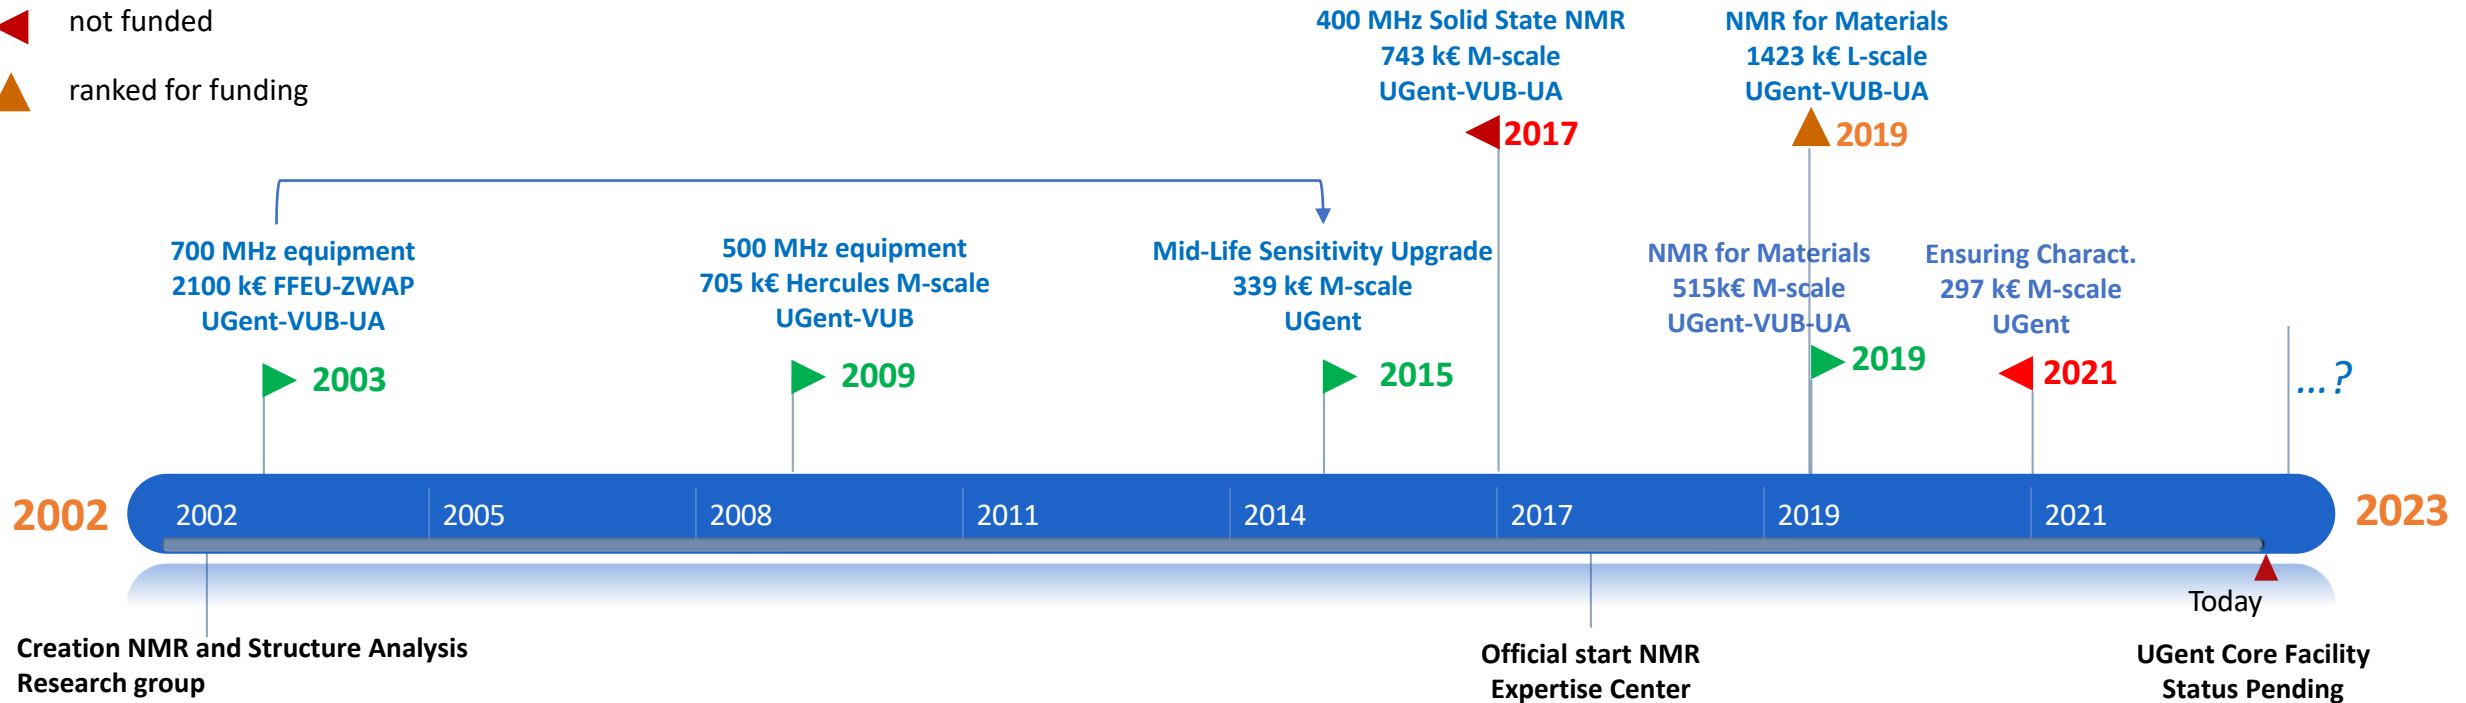 not funded
ranked for funding
400 MHz Solid State NMR
743 k€ M-scale
UGent-VUB-UA
2017
NMR for Materials
1423 k€ L-scale
UGent-VUB-UA
2019
700 MHz equipment
2100 k€ FFEU-ZWAP
UGent-VUB-UA
2003
500 MHz equipment
705 k€ Hercules M-scale
UGent-VUB
2009
Mid-Life Sensitivity Upgrade
339 k€ M-scale
UGent
2015
NMR for Materials
515k€ M-scale
UGent-VUB-UA
2019
Ensuring Charact.
297 k€ M-scale
UGent
2021
...?
2002
2002
2005
2008
2011
2014
2017
2019
2021
2023
Today
Creation NMR and Structure Analysis
Research group
Official start NMR
Expertise Center
UGent Core Facility
Status Pending